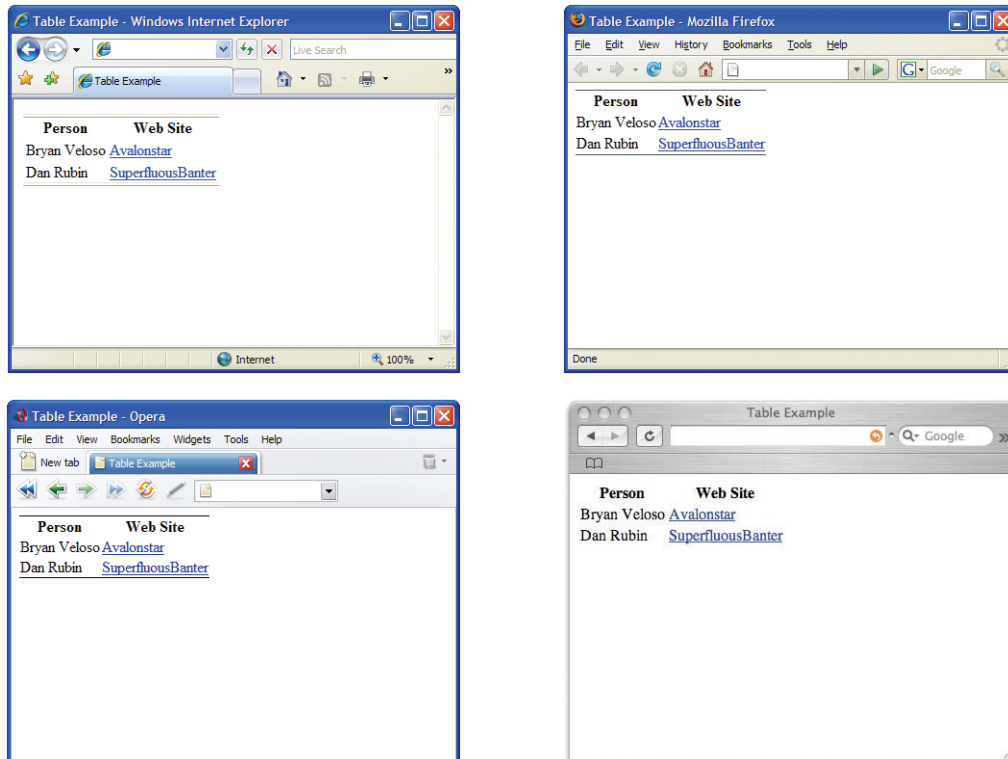 Table Example - Windows Internet Explorer
Live Search
Table Example
»
Person Web Site
Bryan Veloso Avalonstar
Dan Rubin SuperfluousBanter
Internet 100%
Table Example - Mozilla Firefox
File Edit View History Bookmarks Tools Help
G Google
Person Web Site
Bryan Veloso Avalonstar
Dan Rubin SuperfluousBanter
Done
Table Example - Opera
File Edit View Bookmarks Widgets Tools Help
New tab Table Example
Person Web Site
Bryan Veloso Avalonstar
Dan Rubin SuperfluousBanter
Table Example
Google »
Person Web Site
Bryan Veloso Avalonstar
Dan Rubin SuperfluousBanter